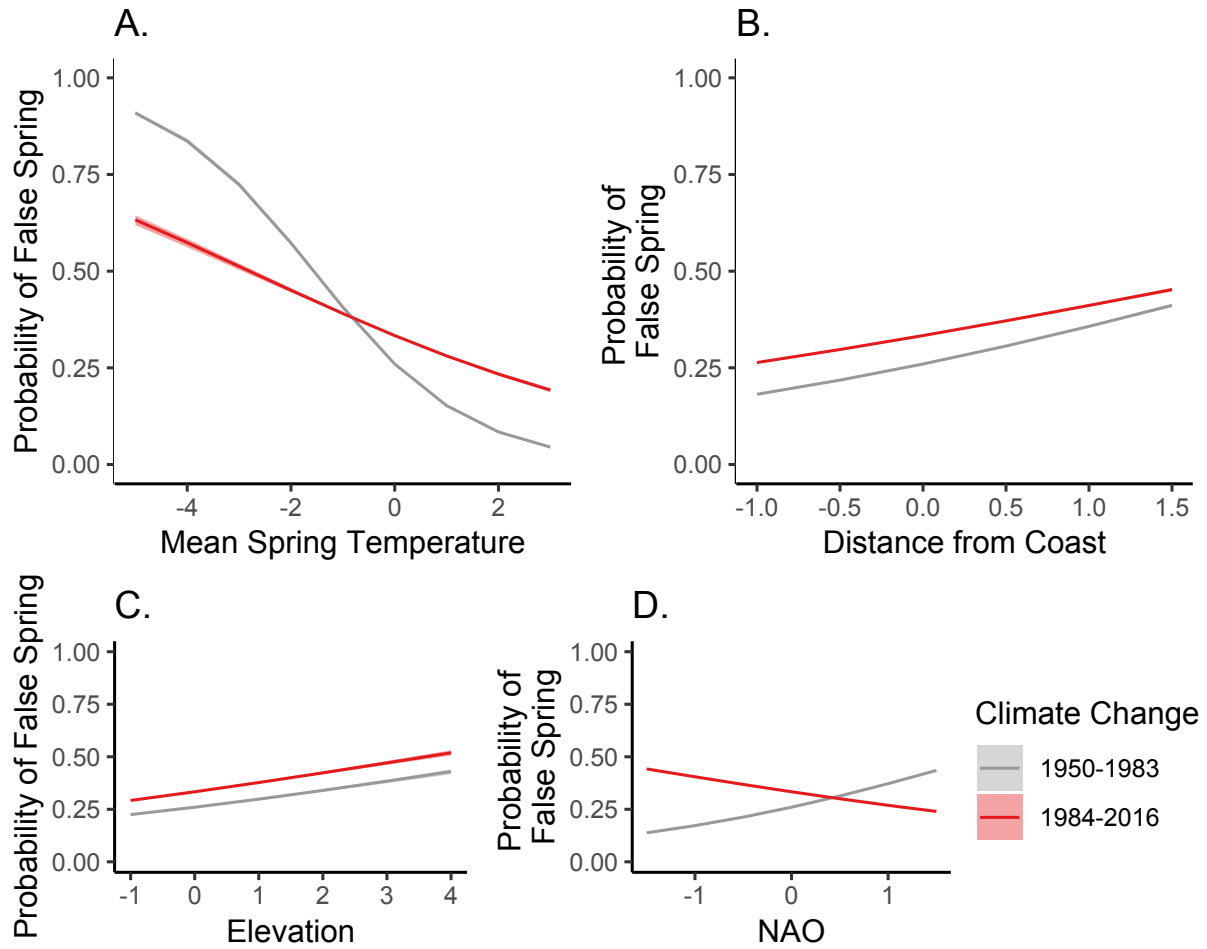 A.
Probability of False Spring
1.00
0.75
0.50
0.25
0.00
-4
-2
0
2
Mean Spring Temperature
B.
Probability of
False Spring
1.00
0.75
0.50
0.25
0.00
-1.0
-0.5
0.0
0.5
1.0
1.5
Distance from Coast
C.
Probability of False Spring
1.00
0.75
0.50
0.25
0.00
-1
0
1
2
3
4
Elevation
D.
Probability of
False Spring
1.00
0.75
0.50
0.25
0.00
-1
0
1
NAO
Climate Change
1950-1983
1984-2016